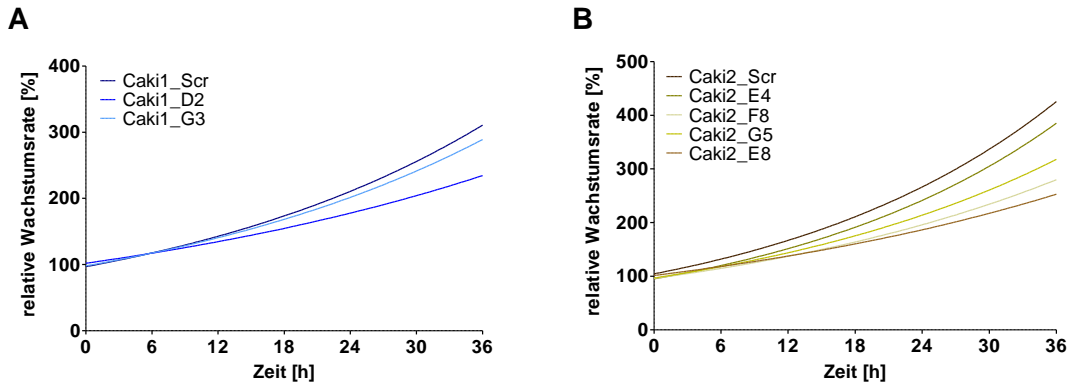 A
400
300
200
100
0
relative Wachstumsrate [%]
Caki1_Scr
Caki1_D2
Caki1_G3
0 6 12 18 24 30 36
Zeit [h]
B
500
400
300
200
100
0
relative Wachstumsrate [%]
Caki2_Scr
Caki2_E4
Caki2_F8
Caki2_G5
Caki2_E8
0 6 12 18 24 30 36
Zeit [h]